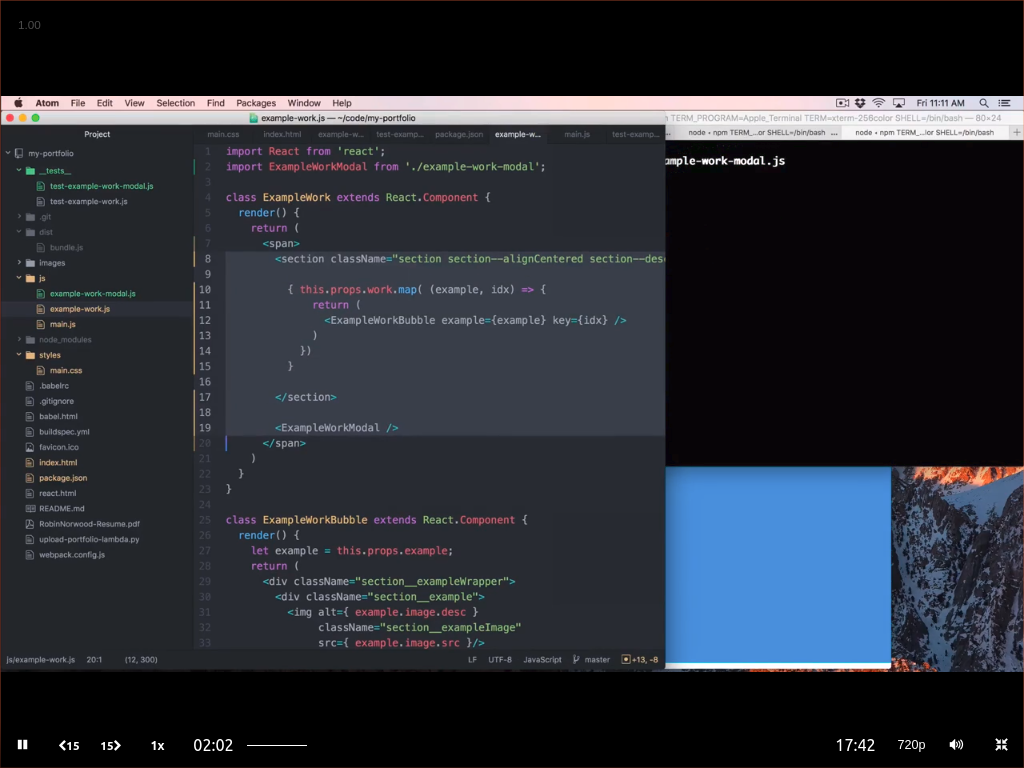 1.00
Atom File Edit View Selection Find Packages Window Help
Fri 11:11 AM
example-work.js — ~/code/my-portfolio
TERM_PROGRAM=Apple_Terminal TERM=xterm-256color SHELL=/bin/bash — 80×24
Project
main.css index.html example-w... test-examp... package.json example-w... main.js test-examp...
node • npm TERM_...or SHELL=/bin/bash ... node • npm TERM_...lor SHELL=/bin/bash +
my-portfolio
__tests__
test-example-work-modal.js
test-example-work.js
.git
dist
bundle.js
images
js
example-work-modal.js
example-work.js
main.js
node_modules
styles
main.css
.babelrc
.gitignore
babel.html
buildspec.yml
favicon.ico
index.html
package.json
react.html
README.md
RobinNorwood-Resume.pdf
upload-portfolio-lambda.py
webpack.config.js
1 import React from 'react';
2 import ExampleWorkModal from './example-work-modal';
3
4 class ExampleWork extends React.Component {
5 render() {
6 return (
7 <span>
8 <section className="section section--alignCentered section--desc
9
10 { this.props.work.map( (example, idx) => {
11 return (
12 <ExampleWorkBubble example={example} key={idx} />
13 )
14 })
15 }
16
17 </section>
18
19 <ExampleWorkModal />
20 </span>
21 )
22 }
23 }
24
25 class ExampleWorkBubble extends React.Component {
26 render() {
27 let example = this.props.example;
28 return (
29 <div className="section__exampleWrapper">
30 <div className="section__example">
31 <img alt={ example.image.desc }
32 className="section__exampleImage"
33 src={ example.image.src }/>
ample-work-modal.js
js/example-work.js 20:1 (12, 300)
LF UTF-8 JavaScript master +13, -8
15 15 1x 02:02 17:42 720p